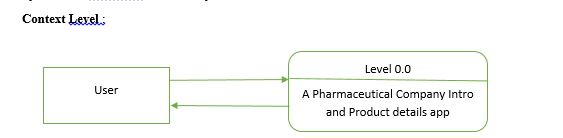 Context Level :
Level 0.0
User
A Pharmaceutical Company Intro
and Product details app